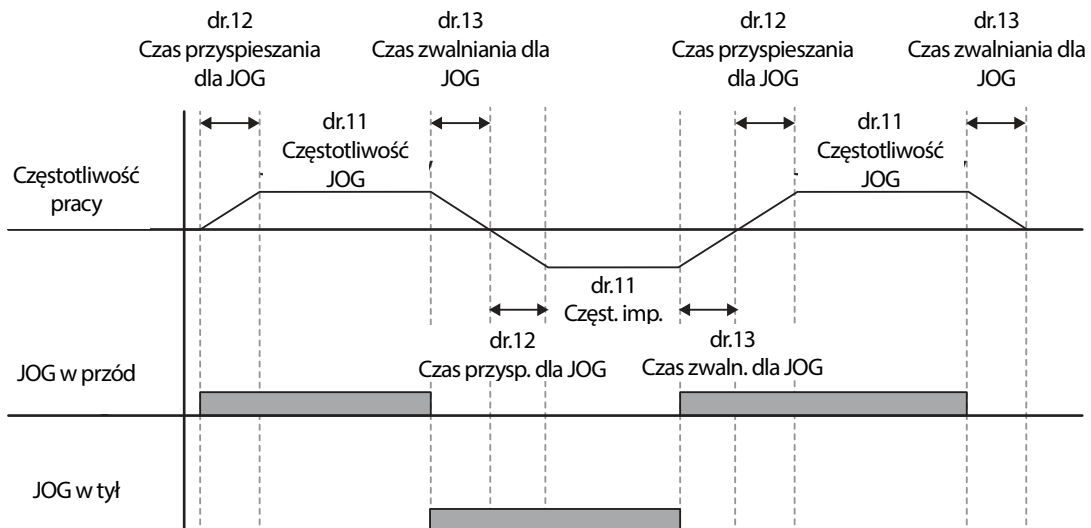 dr.12
Czas przyspieszania
dla JOG
dr.13
Czas zwalniania dla
JOG
dr.12
Czas przyspieszania
dla JOG
dr.13
Czas zwalniania dla
JOG
dr.11
Częstotliwość
JOG
dr.11
Częstotliwość
JOG
Częstotliwość
pracy
dr.11
Częst. imp.
dr.12
Czas przysp. dla JOG
dr.13
Czas zwaln. dla JOG
JOG w przód
JOG w tył